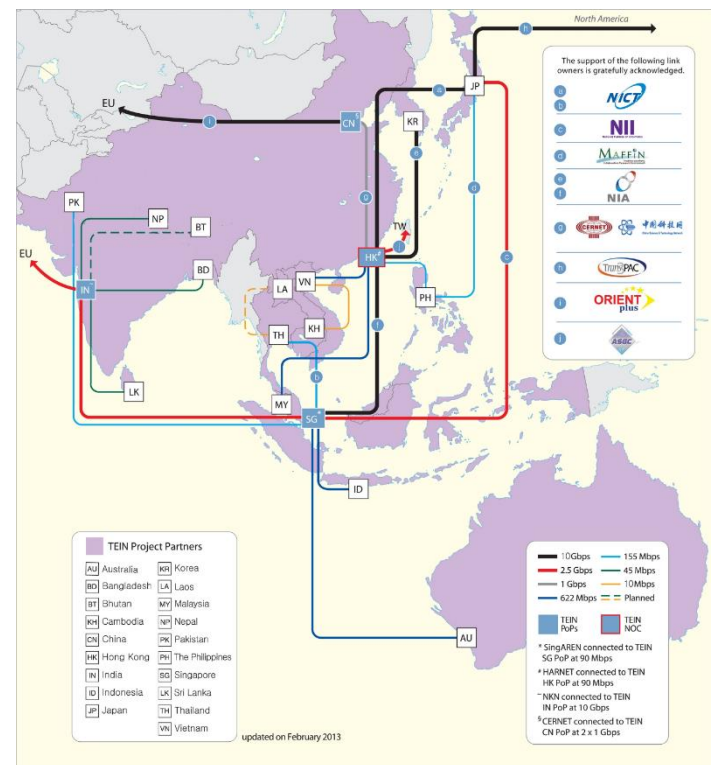 North America
h
The support of the following link
owners is gratefully acknowledged.
a
b
NICT
c
NII
d
MAFFIN
e
f
NIA
g
CERNET
中国科技网
h
TransPAC
i
ORIENT
plus
j
ASGC
EU
i
CN§
a
JP
KR
e
d
g
PK
NP
BT
TW
j
HK#
EU
IN~
BD
LA
VN
PH
c
TH
KH
f
LK
b
MY
SG*
ID
AU
TEIN Project Partners
AU Australia
BD Bangladesh
BT Bhutan
KH Cambodia
CN China
HK Hong Kong
IN India
ID Indonesia
JP Japan
KR Korea
LA Laos
MY Malaysia
NP Nepal
PK Pakistan
PH The Philippines
SG Singapore
LK Sri Lanka
TH Thailand
VN Vietnam
updated on February 2013
10Gbps
2.5 Gbps
1 Gbps
622 Mbps
155 Mbps
45 Mbps
10Mbps
Planned
TEIN
PoPs
TEIN
NOC
* SingAREN connected to TEIN
SG PoP at 90 Mbps
# HARNET connected to TEIN
HK PoP at 90 Mbps
~ NKN connected to TEIN
IN PoP at 10 Gbps
§ CERNET connected to TEIN
CN PoP at 2 x 1 Gbps